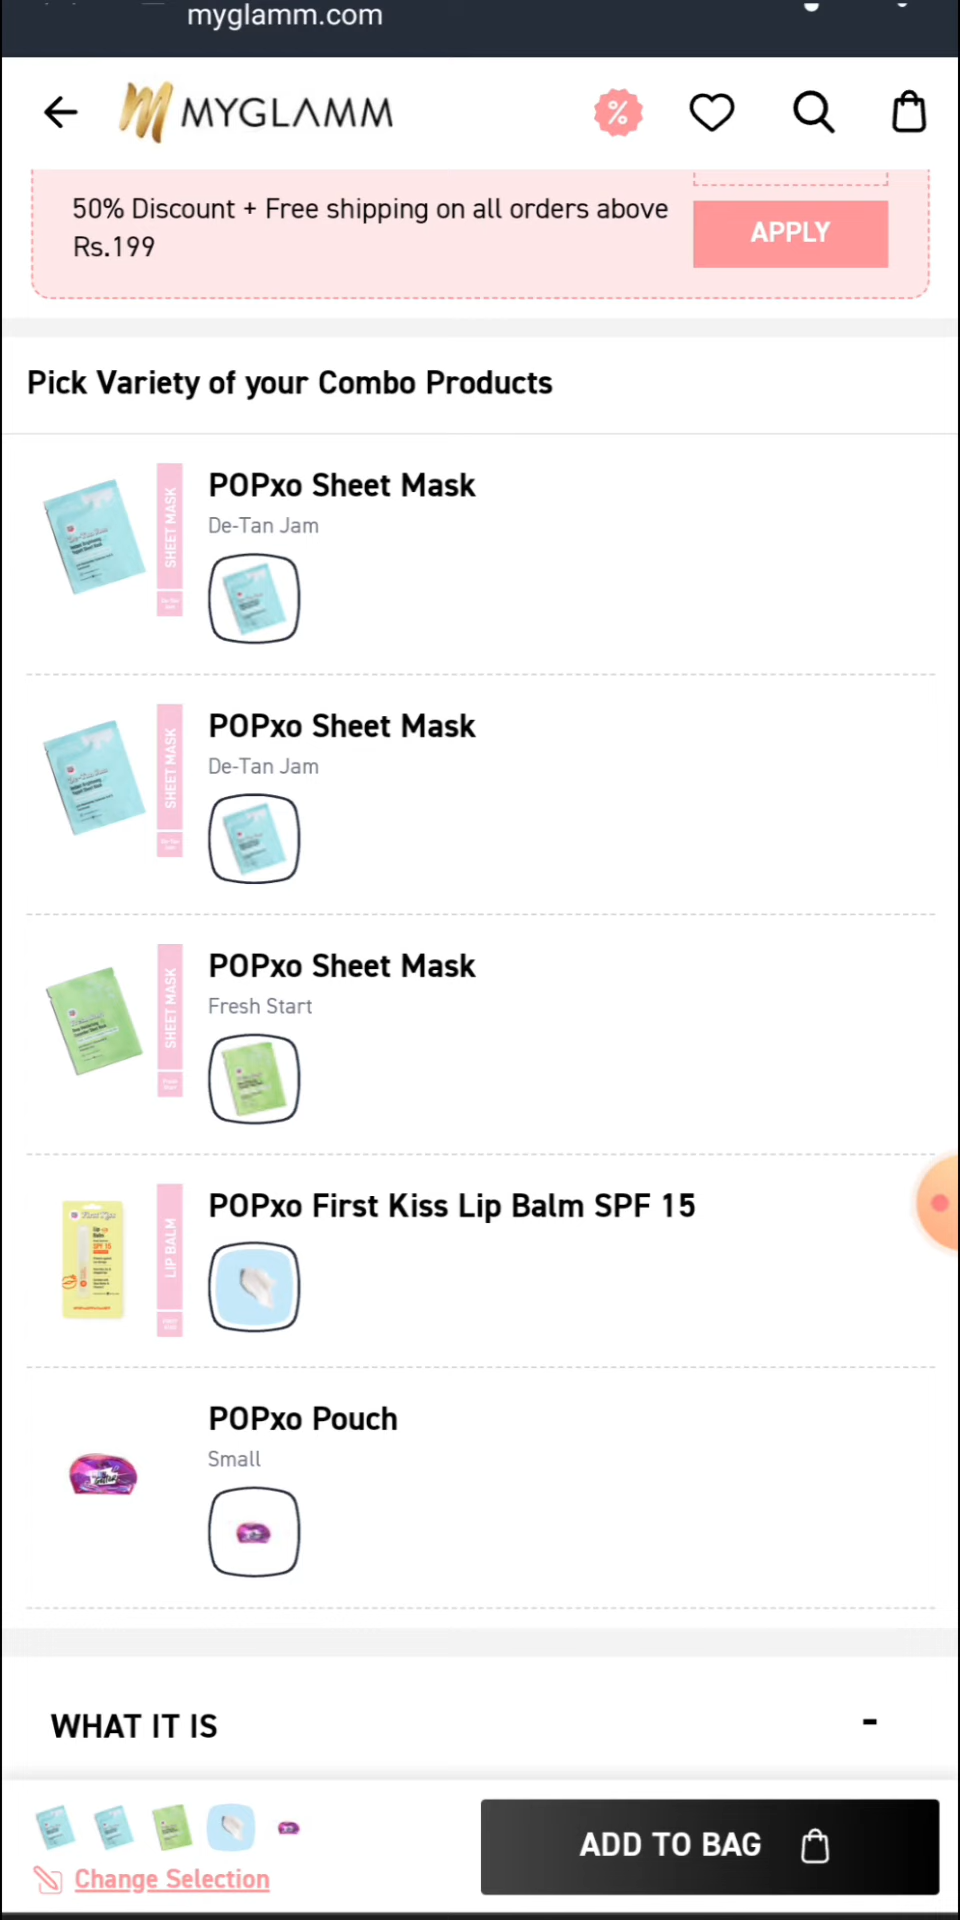 myglamm.com
MYGLAMM
%
50% Discount + Free shipping on all orders above
Rs.199
APPLY
Pick Variety of your Combo Products
SHEET MASK
POPxo Sheet Mask
De-Tan Jam
SHEET MASK
POPxo Sheet Mask
De-Tan Jam
SHEET MASK
POPxo Sheet Mask
Fresh Start
LIP BALM
POPxo First Kiss Lip Balm SPF 15
POPxo Pouch
Small
WHAT IT IS
-
ADD TO BAG
Change Selection